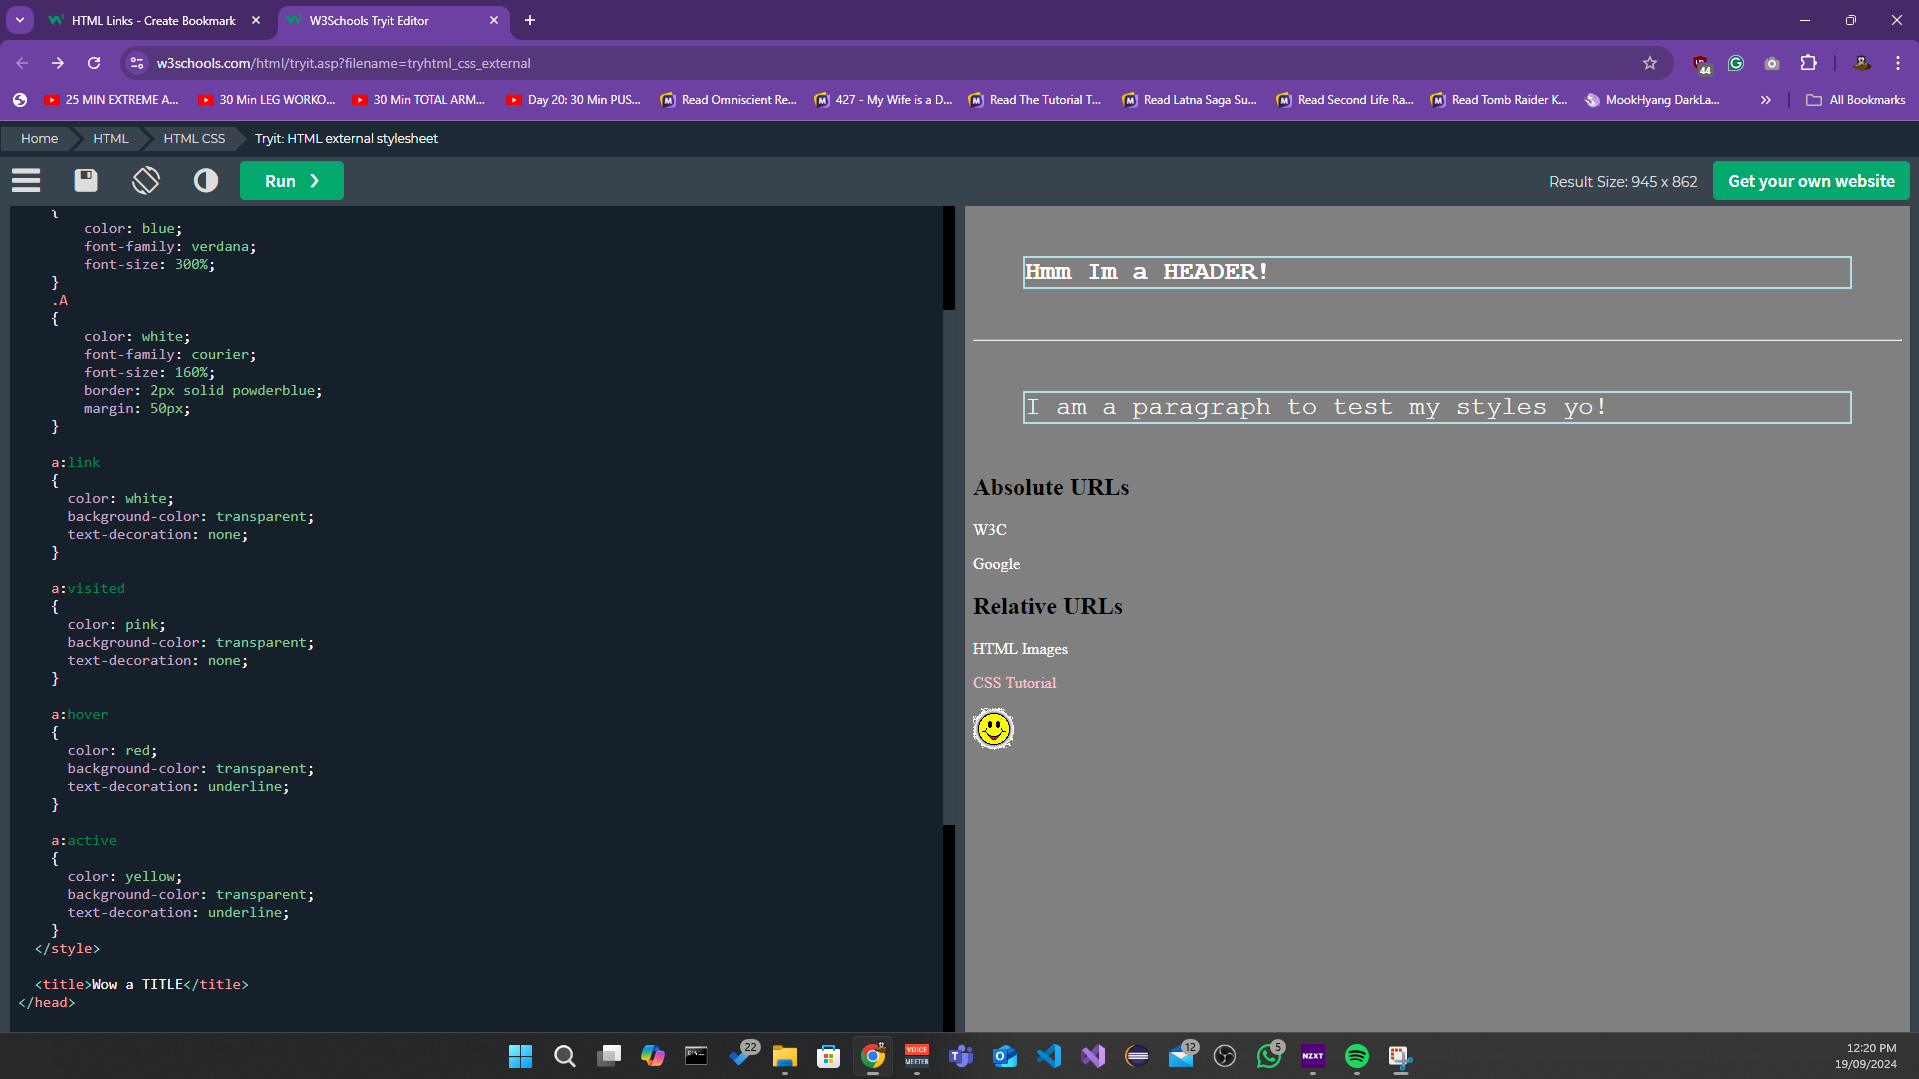 HTML Links - Create Bookmark
W3Schools Tryit Editor
w3schools.com/html/tryit.asp?filename=tryhtml_css_external
44
25 MIN EXTREME A...
30 Min LEG WORKO...
30 Min TOTAL ARM...
Day 20: 30 Min PUS...
Read Omniscient Re...
427 - My Wife is a D...
Read The Tutorial T...
Read Latna Saga Su...
Read Second Life Ra...
Read Tomb Raider K...
MookHyang DarkLa...
All Bookmarks
Home
HTML
HTML CSS
Tryit: HTML external stylesheet
Run ❯
Result Size: 945 x 862
Get your own website
{
color: blue;
font-family: verdana;
font-size: 300%;
}
.A
{
color: white;
font-family: courier;
font-size: 160%;
border: 2px solid powderblue;
margin: 50px;
}
a:link
{
color: white;
background-color: transparent;
text-decoration: none;
}
a:visited
{
color: pink;
background-color: transparent;
text-decoration: none;
}
a:hover
{
color: red;
background-color: transparent;
text-decoration: underline;
}
a:active
{
color: yellow;
background-color: transparent;
text-decoration: underline;
}
</style>
<title>Wow a TITLE</title>
</head>
Hmm Im a HEADER!
I am a paragraph to test my styles yo!
Absolute URLs
W3C
Google
Relative URLs
HTML Images
CSS Tutorial
22
VOICE
MEETER
12
5
NZXT
12:20 PM
19/09/2024